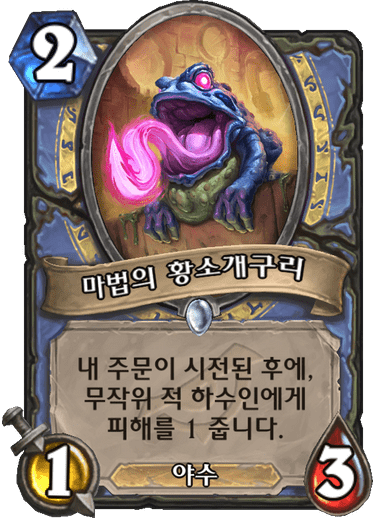 2
마법의 황소개구리
내 주문이 시전된 후에,
무작위 적 하수인에게
피해를 1 줍니다.
야수
1
3